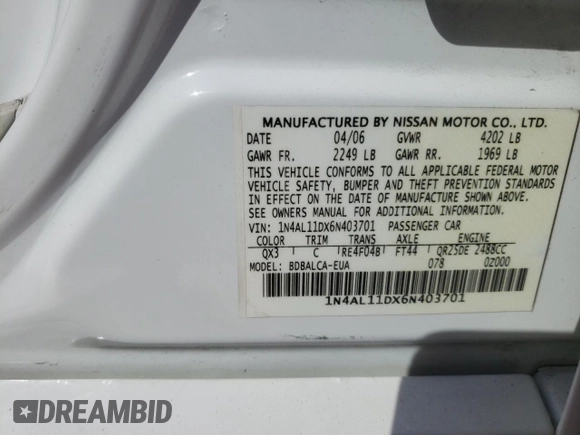 MANUFACTURED BY NISSAN MOTOR CO., LTD.
DATE 04/06 GVWR 4202 LB
GAWR FR. 2249 LB GAWR RR. 1969 LB
THIS VEHICLE CONFORMS TO ALL APPLICABLE FEDERAL MOTOR
VEHICLE SAFETY, BUMPER AND THEFT PREVENTION STANDARDS
IN EFFECT ON THE DATE OF MANUFACTURE SHOWN ABOVE.
SEE OWNERS MANUAL FOR ADDITIONAL INFORMATION.
VIN: 1N4AL11DX6N403701 PASSENGER CAR
COLOR TRIM TRANS AXLE ENGINE
QX3 C RE4F04B FT44 QR25DE 2488CC
MODEL: BDBALCA-EUA 078 0Z000
1N4AL11DX6N403701
DREAMBID